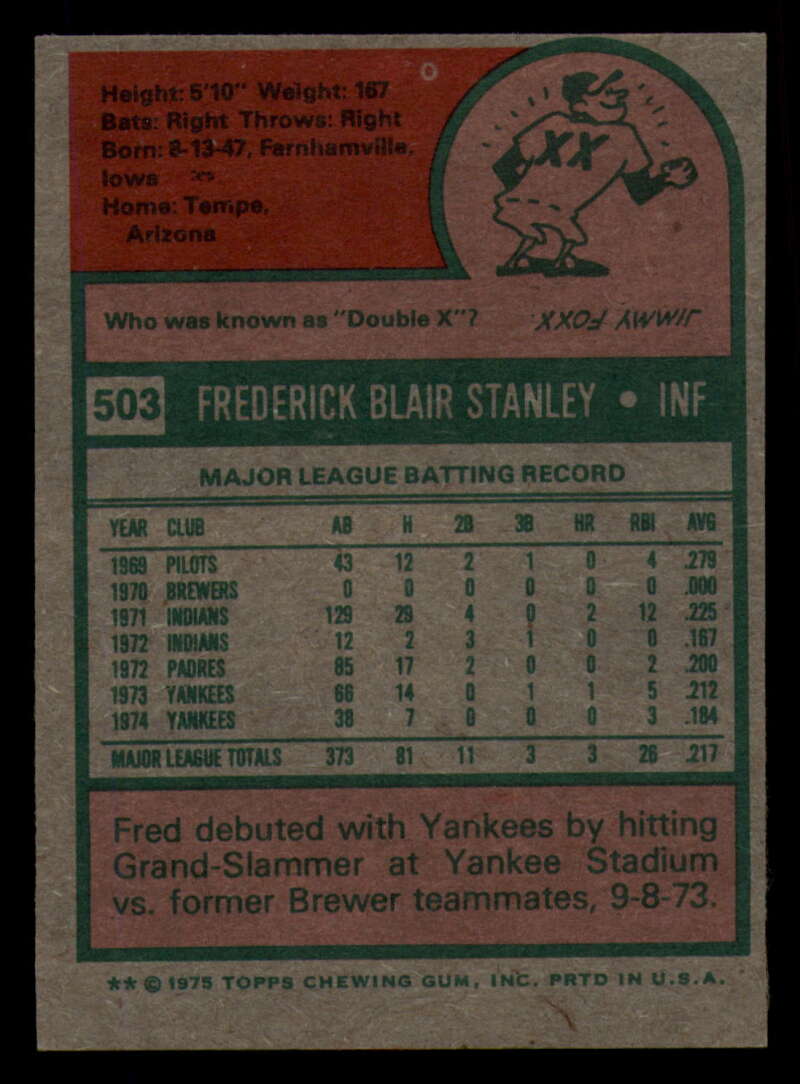 Height: 5'10" Weight: 167
Bats: Right Throws: Right
Born: 8-13-47, Farnhamville,
Iowa
Home: Tempe,
Arizona
XX
Who was known as "Double X"?
JIMMY FOXX.
503 FREDERICK BLAIR STANLEY • INF
MAJOR LEAGUE BATTING RECORD
YEAR CLUB AB H 2B 3B HR RBI AVG
1969 PILOTS 43 12 2 1 0 4 .279
1970 BREWERS 0 0 0 0 0 0 .000
1971 INDIANS 129 29 4 0 2 12 .225
1972 INDIANS 12 2 3 1 0 0 .167
1972 PADRES 85 17 2 0 0 2 .200
1973 YANKEES 66 14 0 1 1 5 .212
1974 YANKEES 38 7 0 0 0 3 .184
MAJOR LEAGUE TOTALS 373 81 11 3 3 26 .217
Fred debuted with Yankees by hitting
Grand-Slammer at Yankee Stadium
vs. former Brewer teammates, 9-8-73.
** © 1975 TOPPS CHEWING GUM, INC. PRTD IN U.S.A.